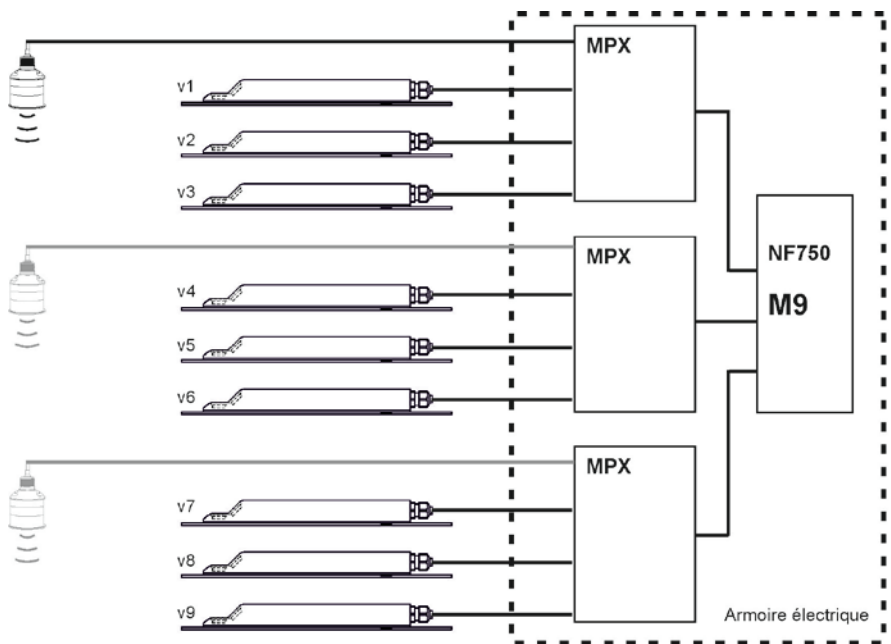 MPX
v1
v2
v3
NF750
M9
MPX
v4
v5
v6
MPX
v7
v8
v9
Armoire électrique